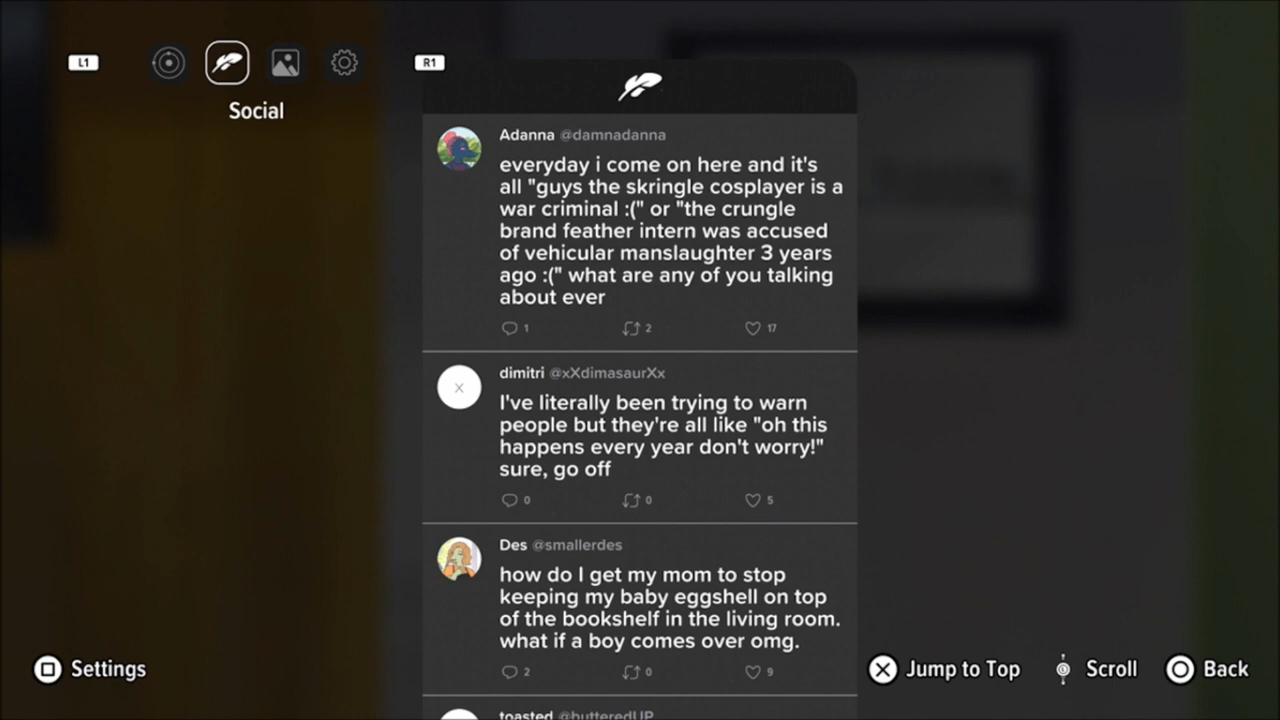 L1
R1
Social
Adanna @damnadanna
everyday i come on here and it's
all "guys the skringle cosplayer is a
war criminal :(" or "the crungle
brand feather intern was accused
of vehicular manslaughter 3 years
ago :(" what are any of you talking
about ever
1 2 17
dimitri @xXdimasaurXx
I've literally been trying to warn
people but they're all like "oh this
happens every year don't worry!"
sure, go off
0 0 5
Des @smallerdes
how do I get my mom to stop
keeping my baby eggshell on top
of the bookshelf in the living room.
what if a boy comes over omg.
2 0 9
toasted @butteredUP
Settings
Jump to Top
Scroll
Back